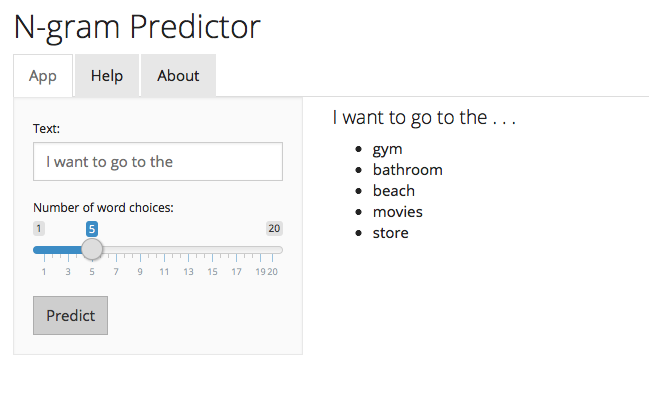 N-gram Predictor
App Help About
Text:
I want to go to the
Number of word choices:
1 5 20
1 3 5 7 9 11 13 15 17 19 20
Predict
I want to go to the . . .
gym
bathroom
beach
movies
store